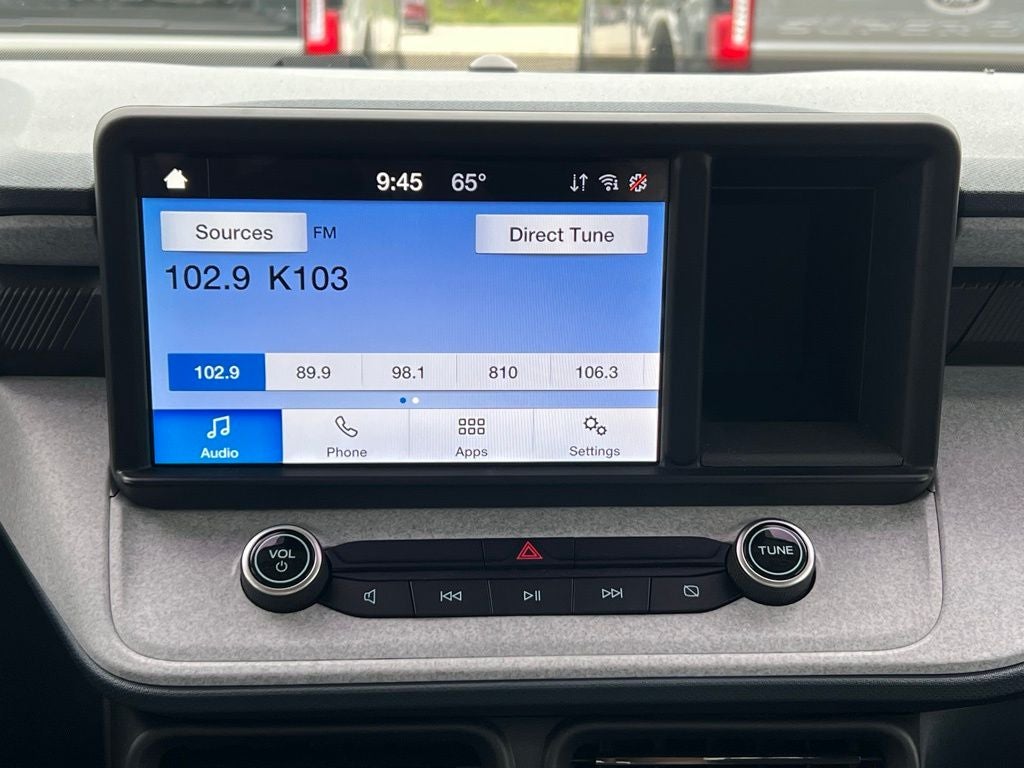 SUPER
9:45 65°
Sources FM Direct Tune
102.9 K103
102.9 89.9 98.1 810 106.3
Audio Phone Apps Settings
VOL TUNE